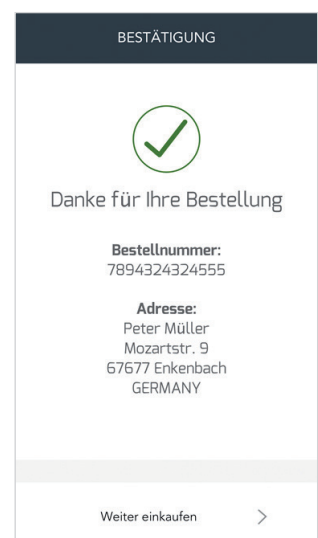 BESTÄTIGUNG
Danke für Ihre Bestellung
Bestellnummer:
7894324324555
Adresse:
Peter Müller
Mozartstr. 9
67677 Enkenbach
GERMANY
Weiter einkaufen